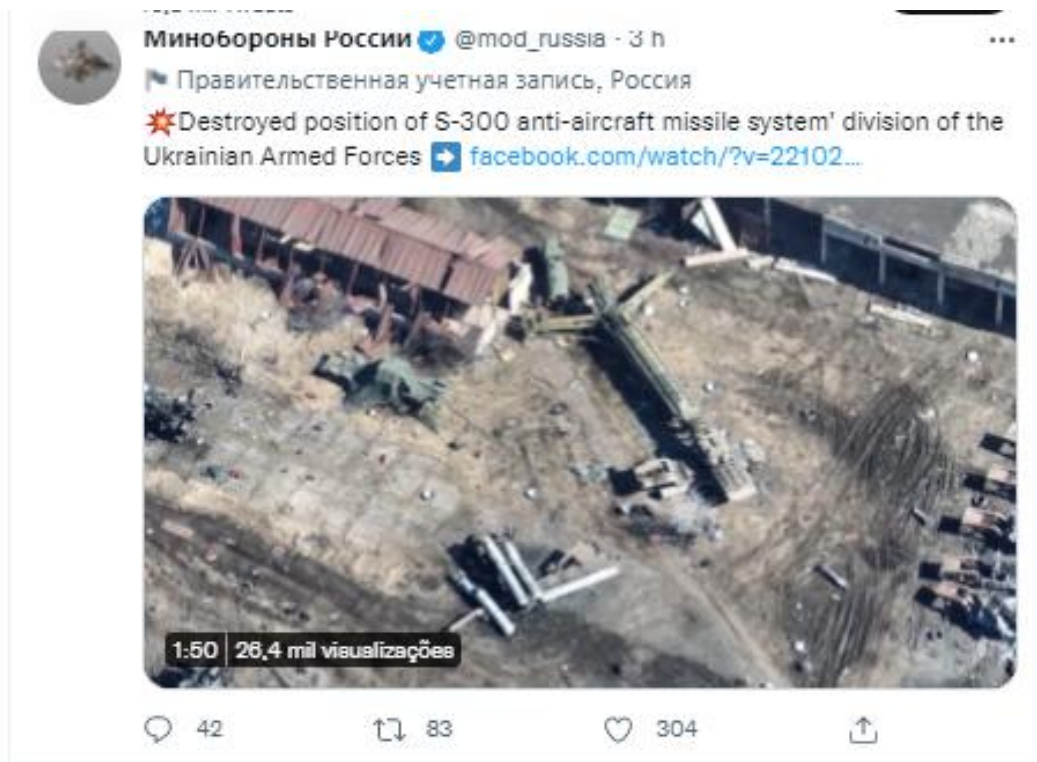 Минобороны России @mod_russia · 3 h
Правительственная учетная запись, Россия
💥Destroyed position of S-300 anti-aircraft missile system' division of the
Ukrainian Armed Forces ➡️ facebook.com/watch/?v=22102...
1:50 | 26,4 mil visualizações
42 83 304